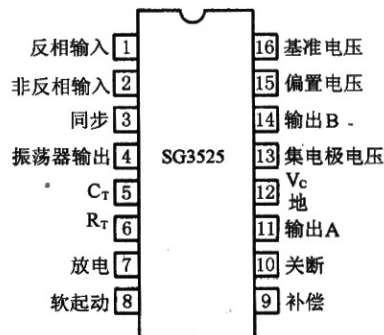 反相输入 1
非反相输入 2
同步 3
振荡器输出 4
CT 5
RT 6
放电 7
软起动 8
SG3525
16 基准电压
15 偏置电压
14 输出B
13 集电极电压
VC
12 地
11 输出A
10 关断
9 补偿